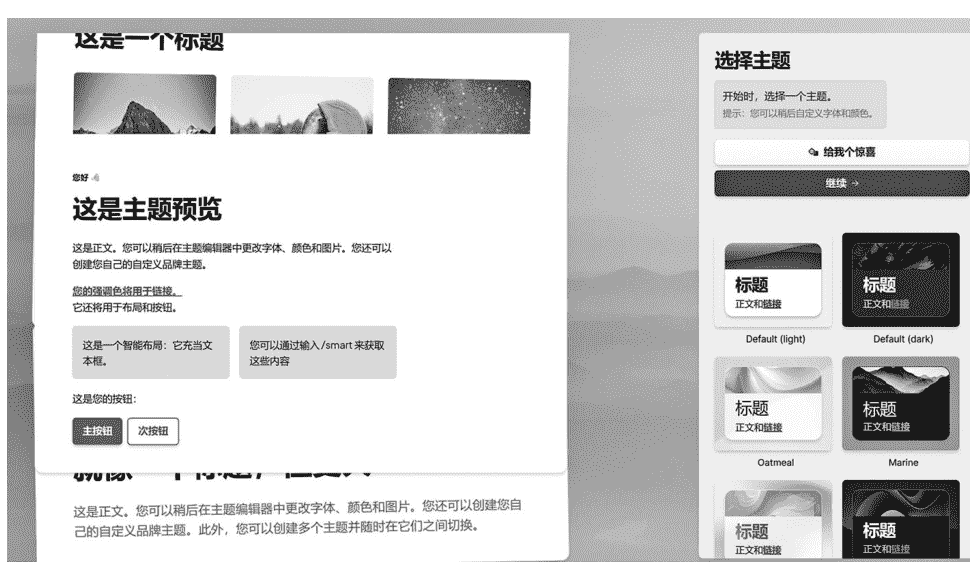 这是一个标题
您好
这是主题预览
这是正文。您可以稍后在主题编辑器中更改字体、颜色和图片。您还可以
创建您自己的自定义品牌主题。
您的强调色将用于链接。
它还将用于布局和按钮。
这是一个智能布局：它充当文
本框。
您可以通过输入/smart 来获取
这些内容
这是您的按钮：
主按钮
次按钮
这是正文。您可以稍后在主题编辑器中更改字体、颜色和图片。您还可以创建您自
己的自定义品牌主题。此外，您可以创建多个主题并随时在它们之间切换。
选择主题
开始时，选择一个主题。
提示：您可以稍后自定义字体和颜色。
给我个惊喜
继续 →
标题
正文和链接
Default (light)
标题
正文和链接
Default (dark)
标题
正文和链接
Oatmeal
标题
正文和链接
Marine
标题
正文和链接
标题
正文和链接